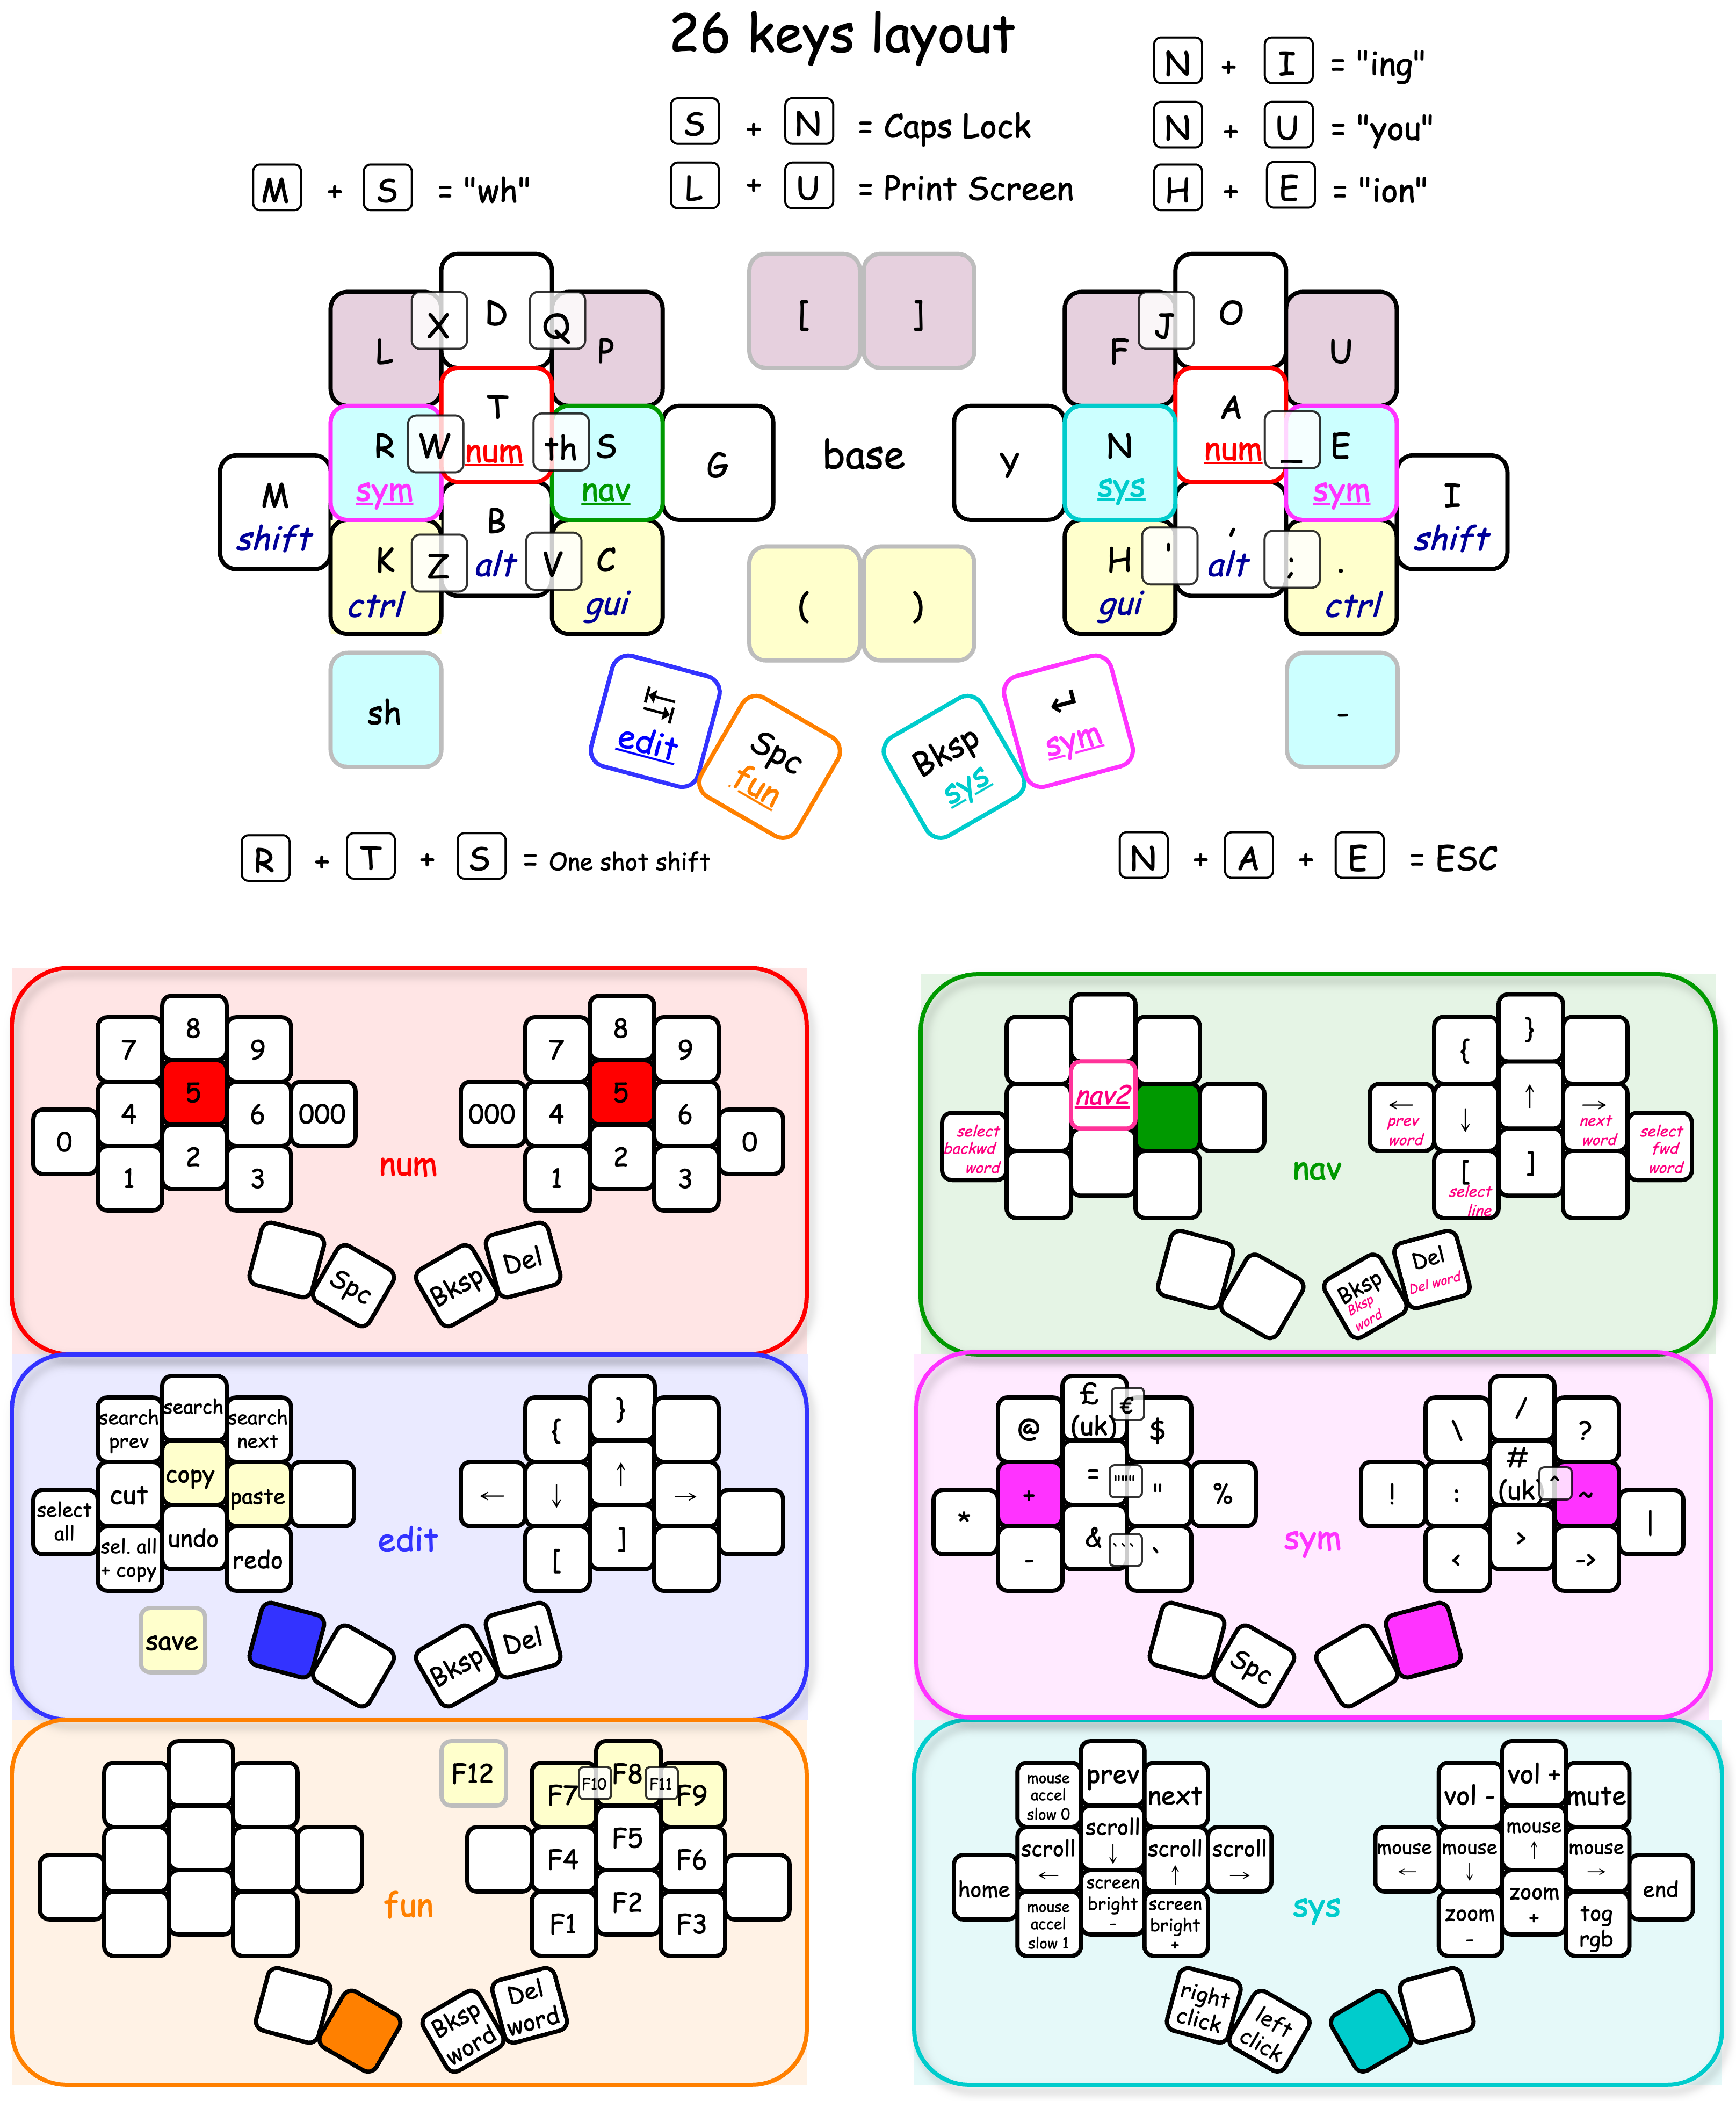 26 keys layout
N + I = "ing"
S + N = Caps Lock
N + U = "you"
M + S = "wh"
L + U = Print Screen
H + E = "ion"
D
O
[ ]
L X Q P
F J U
T
A
R W num th S
base
N num _ E
G
Y
sym nav
sys sym
M
I
shift
shift
B
,
K Z alt V C
H ' alt ; .
ctrl gui
gui ctrl
( )
sh
-
⇤
⇥
edit
Spc
fun
Bksp
sys
↵
sym
R + T + S = One shot shift
N + A + E = ESC
8 8
7 9 7 9
5 5
4 6 000 000 4 6
0 0
2 2
1 3 1 3
num
Spc
Bksp
Del
}
{
nav2
↑
← ↓ →
prev
word
next
word
select
backwd
word
select
fwd
word
[ ]
select
line
nav
Bksp
Bksp
word
Del
Del word
search
prev
search
search
next
{ } 
copy
cut
paste
← ↓ ↑ →
select
all
undo
sel. all
+ copy
redo
[ ]
edit
save
Bksp
Del
£
(uk)
€
@ $
\ / ?
= """ "
+ %
#
(uk)
^
! : ~
* |
& ``` `
-
< > ->
sym
Spc
F12
F8
F7 F10 F11 F9
F5
F4 F6
F2
F1 F3
fun
Bksp
word
Del
word
mouse
accel
slow 0
prev
next
vol - vol + mute
scroll
←
scroll
↓
scroll
↑
scroll
→
mouse
←
mouse
↓
mouse
↑
mouse
→
home
end
mouse
accel
slow 1
screen
bright
-
screen
bright
+
zoom
-
zoom
+
tog
rgb
sys
right
click
left
click